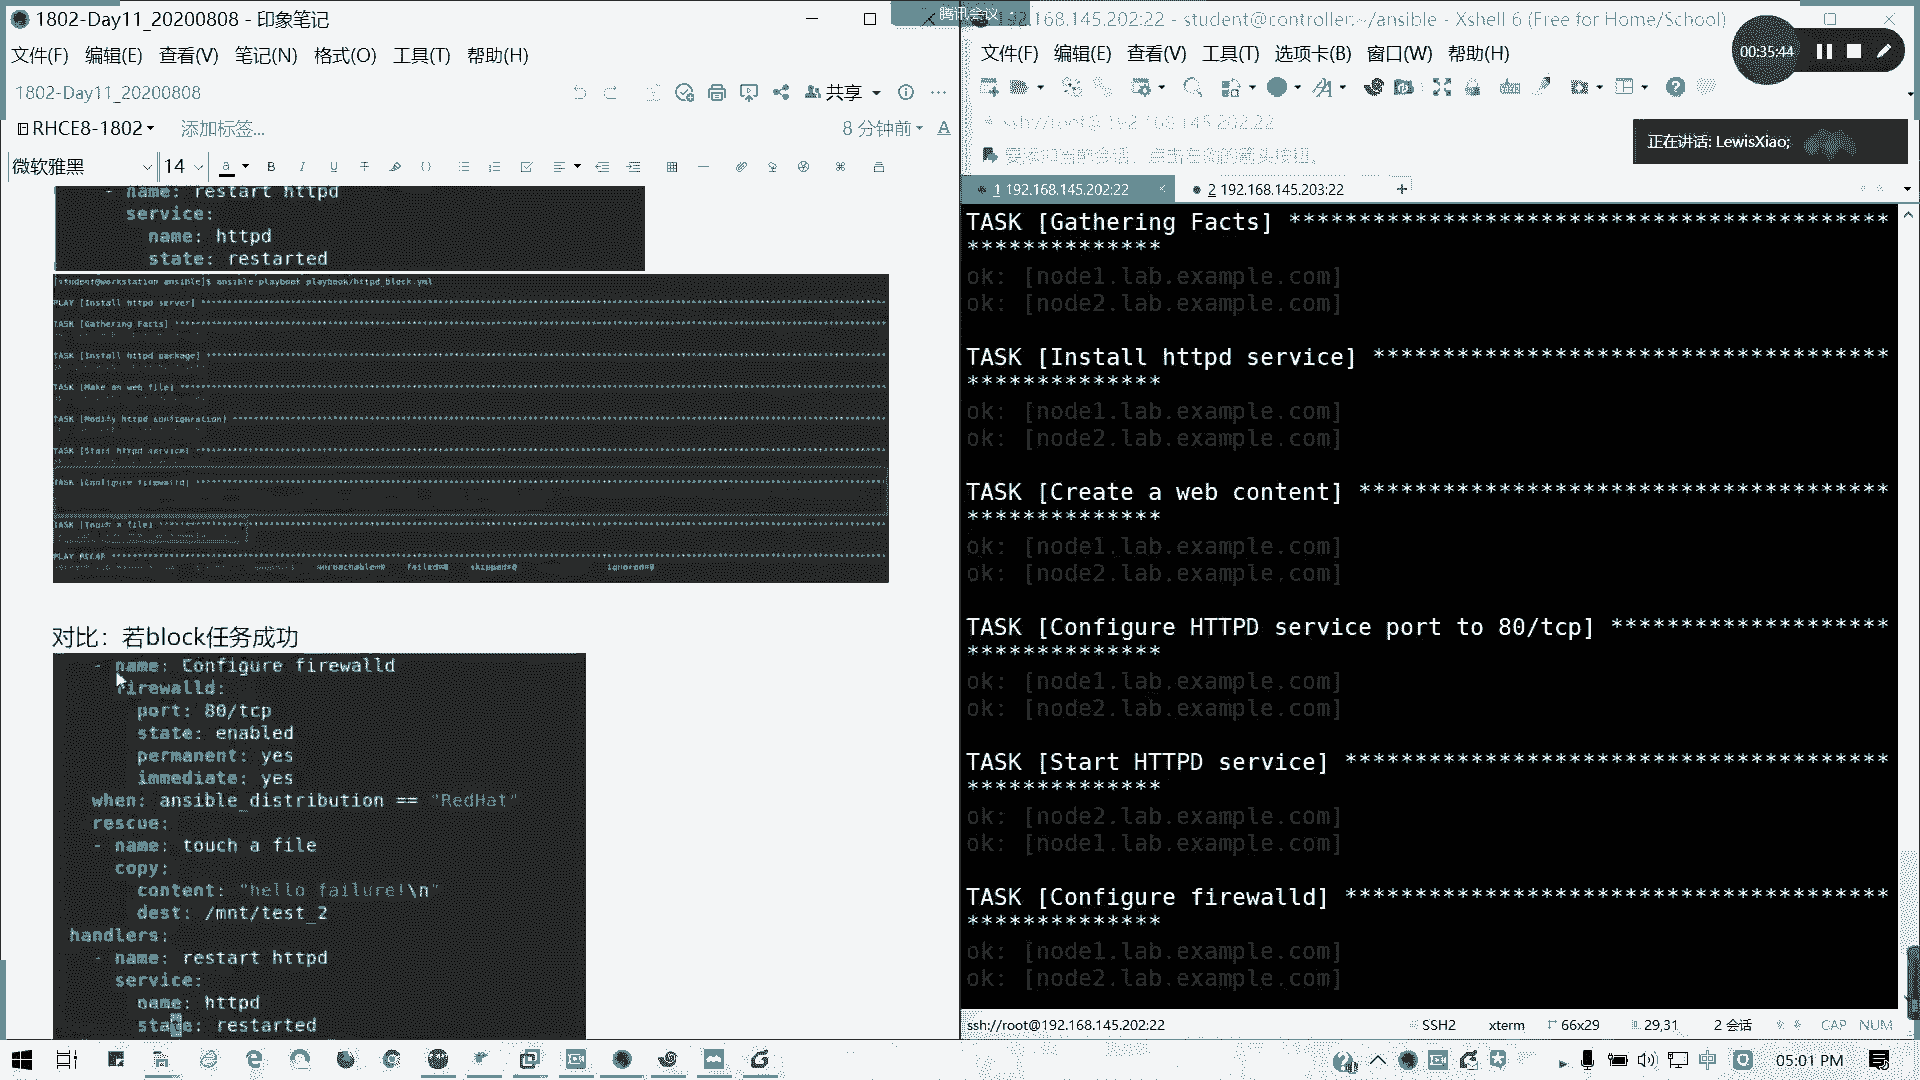 1802-Day11_20200808 - 印象笔记
文件(F) 编辑(E) 查看(V) 笔记(N) 格式(O) 工具(T) 帮助(H)
1802-Day11_20200808
共享
RHCE8-1802
添加标签...
8 分钟前
微软雅黑
14
- name: restart httpd
service:
name: httpd
state: restarted
[student@workstation ansible]$ ansible-playbook playbook/httpd_block.yml
PLAY [Install httpd server] ****
TASK [Gathering Facts] ****
TASK [Install httpd package] ****
TASK [Make an web file] ****
TASK [Modify httpd configuration] ****
TASK [Start httpd service] ****
TASK [Configure firewalld] ****
TASK [Touch a file] ****
PLAY RECAP ****
unreachable=0 failed=0 skipped=0 ignored=0
对比：若block任务成功
- name: Configure firewalld
firewalld:
port: 80/tcp
state: enabled
permanent: yes
immediate: yes
when: ansible_distribution == "RedHat"
rescue:
- name: touch a file
copy:
content: "hello failure!\n"
dest: /mnt/test_2
handlers:
- name: restart httpd
service:
name: httpd
state: restarted
腾讯会议
.168.145.202:22 - student@controller:~/ansible - Xshell 6 (Free for Home/School)
文件(F) 编辑(E) 查看(V) 工具(T) 选项卡(B) 窗口(W) 帮助(H)
00:35:44
ssh://root@192.168.145.202:22
要添加当前会话，点击左侧的箭头按钮。
正在讲话: LewisXiao;
1 192.168.145.202:22
2 192.168.145.203:22
TASK [Gathering Facts] *******************************************
**************
ok: [node1.lab.example.com]
ok: [node2.lab.example.com]
TASK [Install httpd service] *************************************
**************
ok: [node1.lab.example.com]
ok: [node2.lab.example.com]
TASK [Create a web content] **************************************
**************
ok: [node1.lab.example.com]
ok: [node2.lab.example.com]
TASK [Configure HTTPD service port to 80/tcp] ********************
**************
ok: [node1.lab.example.com]
ok: [node2.lab.example.com]
TASK [Start HTTPD service] ***************************************
**************
ok: [node2.lab.example.com]
ok: [node1.lab.example.com]
TASK [Configure firewalld] ***************************************
**************
ok: [node1.lab.example.com]
ok: [node2.lab.example.com]
ssh://root@192.168.145.202:22
SSH2
xterm
66x29
29,31
2 会话
CAP
NUM
中
05:01 PM